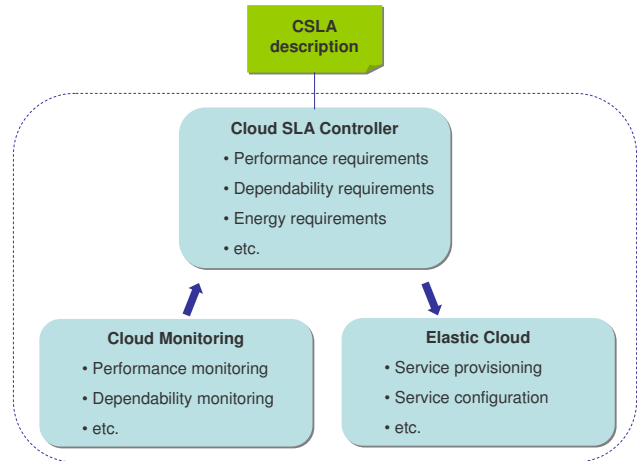 CSLA
description
Cloud SLA Controller
• Performance requirements
• Dependability requirements
• Energy requirements
• etc.
Cloud Monitoring
• Performance monitoring
• Dependability monitoring
• etc.
Elastic Cloud
• Service provisioning
• Service configuration
• etc.